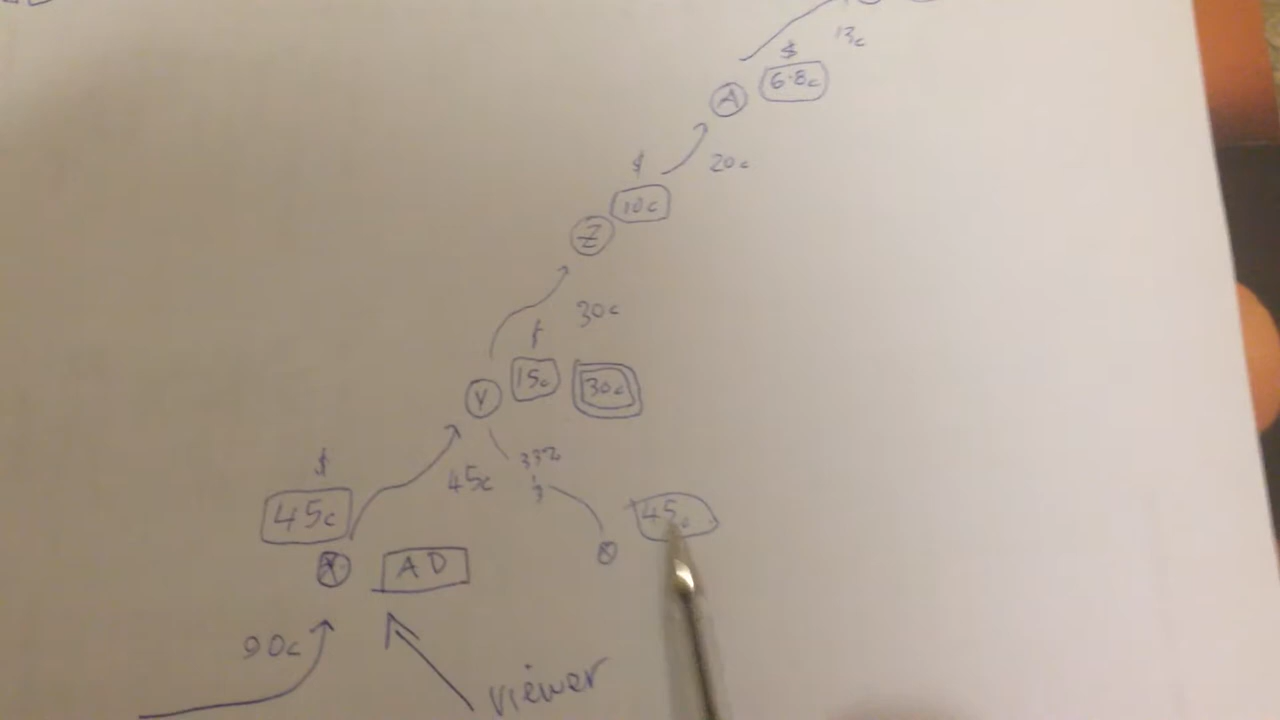 13c
$
6.8c
A
$
20c
10c
Z
30c
$
15c
30c
Y
33%
45c
$
45c
45c
X
AD
90c
viewer